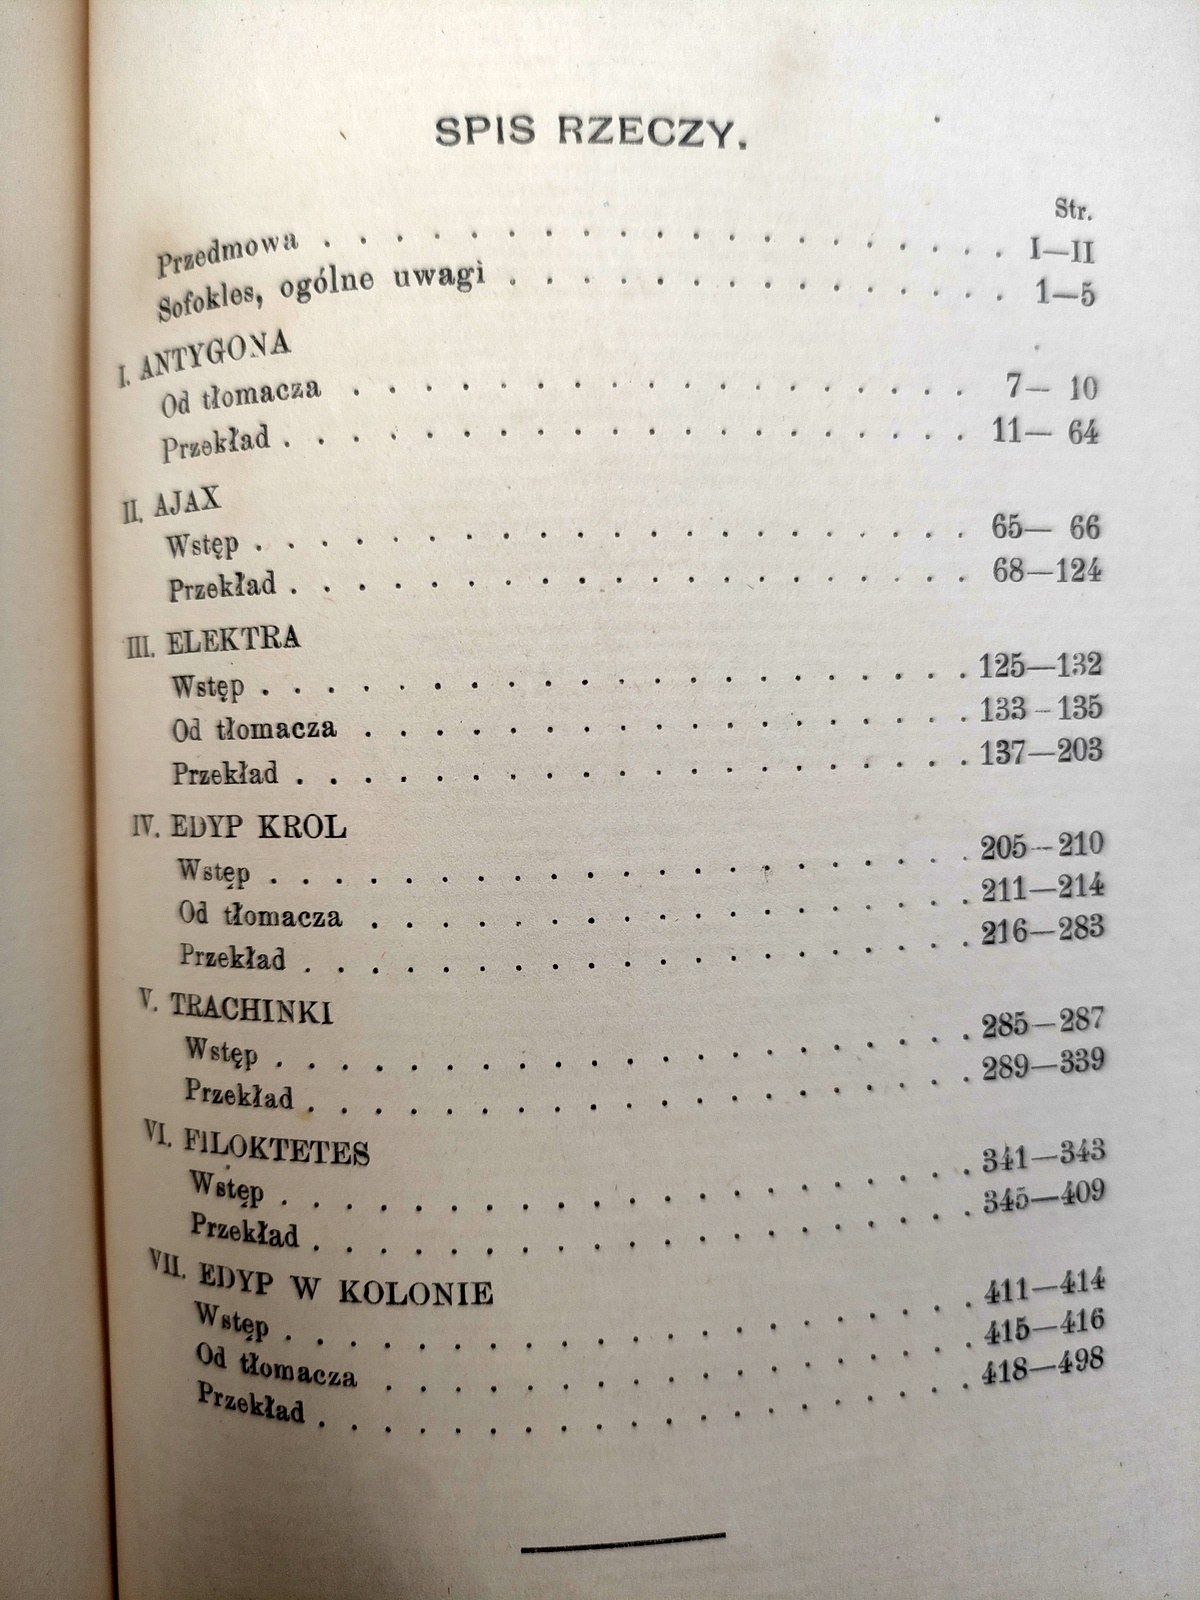 SPIS RZECZY.
Str.
Przedmowa . . . . . . . . . . . . . . . . . . . . I—II
Sofokles, ogólne uwagi . . . . . . . . . . . . . . . 1—5
I. ANTYGONA
Od tłomacza . . . . . . . . . . . . . . . . . . 7— 10
Przekład . . . . . . . . . . . . . . . . . . . . 11— 64
II. AJAX
Wstęp . . . . . . . . . . . . . . . . . . . . . 65— 66
Przekład . . . . . . . . . . . . . . . . . . . . 68—124
III. ELEKTRA
Wstęp . . . . . . . . . . . . . . . . . . . . . 125—132
Od tłomacza . . . . . . . . . . . . . . . . . . 133—135
Przekład . . . . . . . . . . . . . . . . . . . . 137—203
IV. EDYP KROL
Wstęp . . . . . . . . . . . . . . . . . . . . . 205—210
Od tłomacza . . . . . . . . . . . . . . . . . . 211—214
Przekład . . . . . . . . . . . . . . . . . . . . 216—283
V. TRACHINKI
Wstęp . . . . . . . . . . . . . . . . . . . . . 285—287
Przekład . . . . . . . . . . . . . . . . . . . . 289—339
VI. FILOKTETES
Wstęp . . . . . . . . . . . . . . . . . . . . . 341—343
Przekład . . . . . . . . . . . . . . . . . . . . 345—409
VII. EDYP W KOLONIE
Wstęp . . . . . . . . . . . . . . . . . . . . . 411—414
Od tłomacza . . . . . . . . . . . . . . . . . . 415—416
Przekład . . . . . . . . . . . . . . . . . . . . 418—498